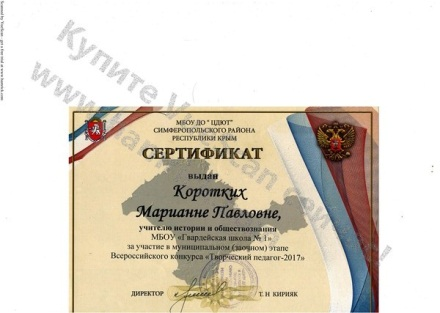 МБОУ ДО " ЦДЮТ"
СИМФЕРОПОЛЬСКОГО РАЙОНА
РЕСПУБЛИКИ КРЫМ
СЕРТИФИКАТ
выдан
Коротких
Марианне Павловне,
учителю истории и обществознания
МБОУ «Гвардейская школа № 1»
за участие в муниципальном (заочном) этапе
Всероссийского конкурса «Творческий педагог-2017»
ДИРЕКТОР Т. Н КИРИЯК
Купите